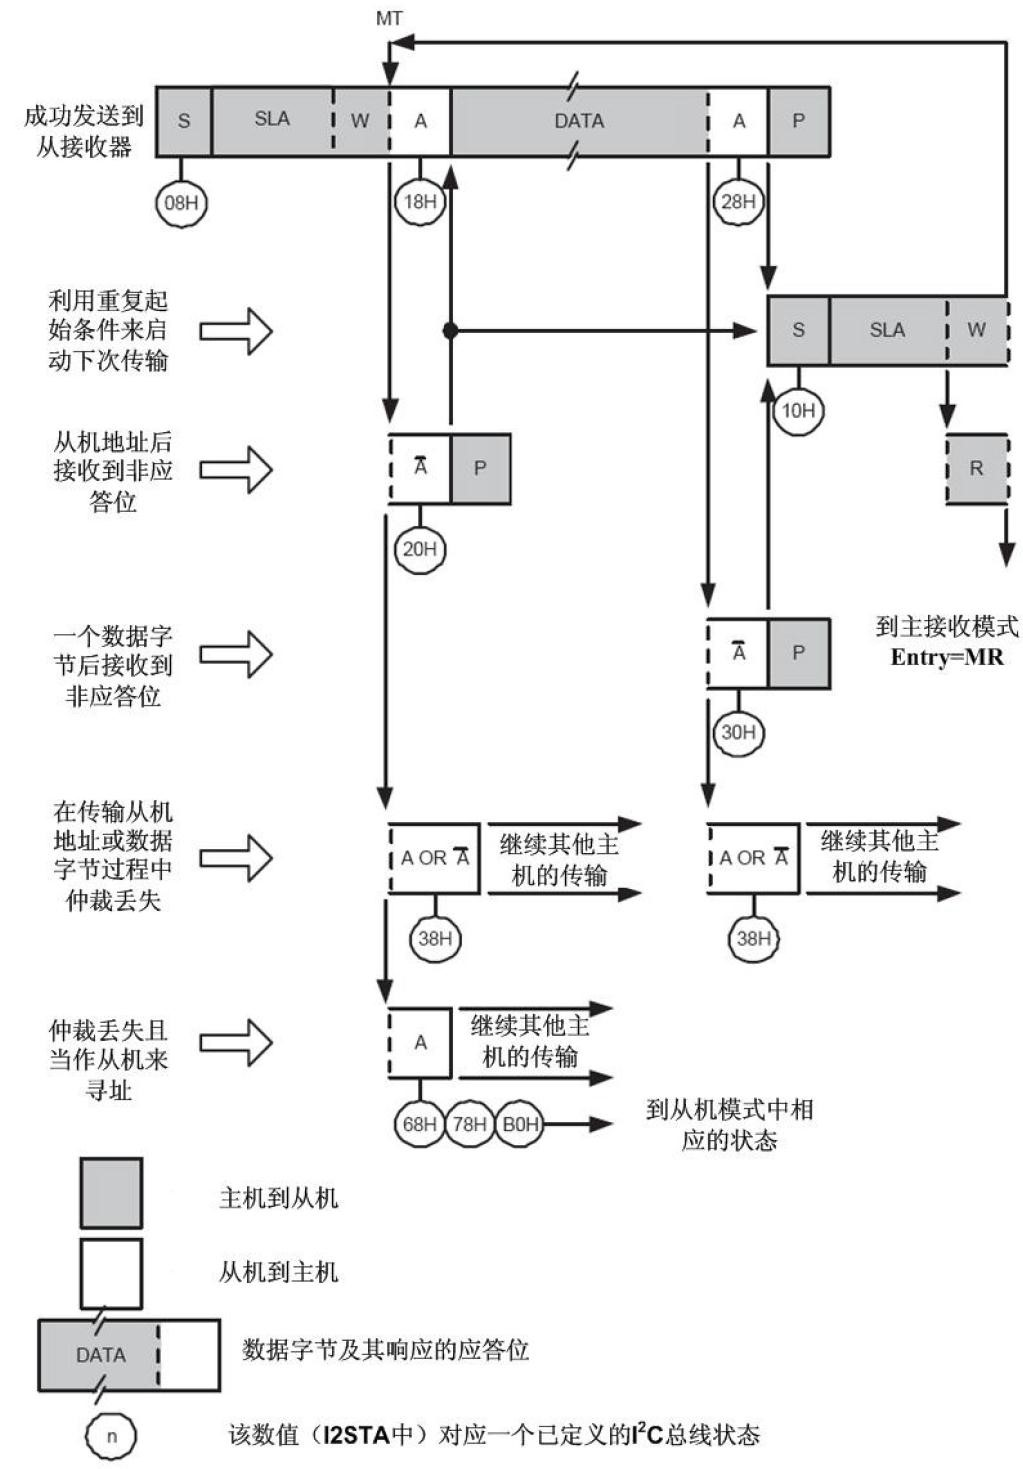 MT
成功发送到
从接收器
S SLA W A DATA A P
08H 18H 28H
利用重复起
始条件来启
动下次传输
S SLA W
10H
从机地址后
接收到非应
答位
A̅ P
R
20H
一个数据字
节后接收到
非应答位
A̅ P
30H
到主接收模式
Entry=MR
在传输从机
地址或数据
字节过程中
仲裁丢失
A OR A̅
继续其他主
机的传输
A OR A̅
继续其他主
机的传输
38H 38H
仲裁丢失且
当作从机来
寻址
A
继续其他主
机的传输
68H 78H B0H
到从机模式中相
应的状态
主机到从机
从机到主机
DATA
数据字节及其响应的应答位
n
该数值（I2STA中）对应一个已定义的I²C总线状态